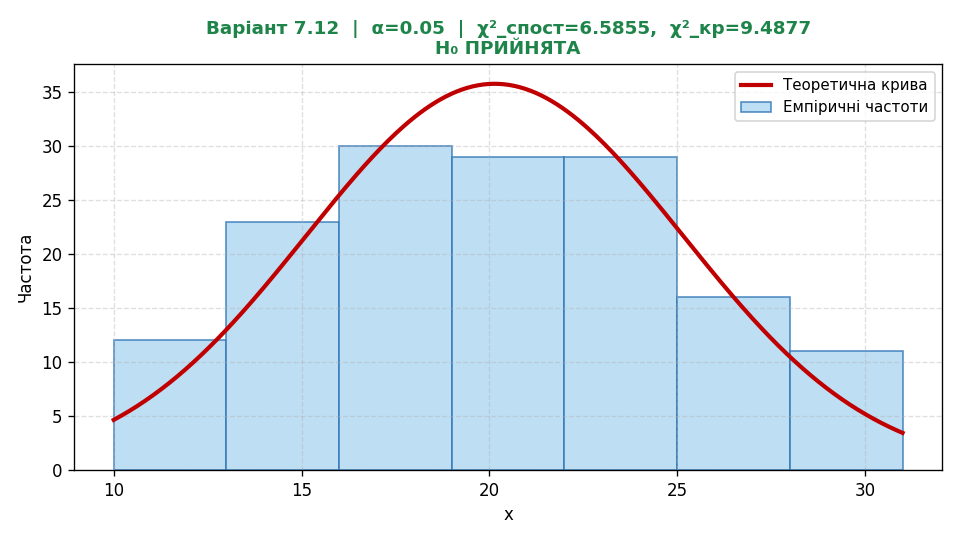 Варіант 7.12 | α=0.05 | χ²_спост=6.5855, χ²_кр=9.4877
H₀ ПРИЙНЯТА
Теоретична крива
Емпіричні частоти
Частота
35
30
25
20
15
10
5
0
10
15
20
25
30
x